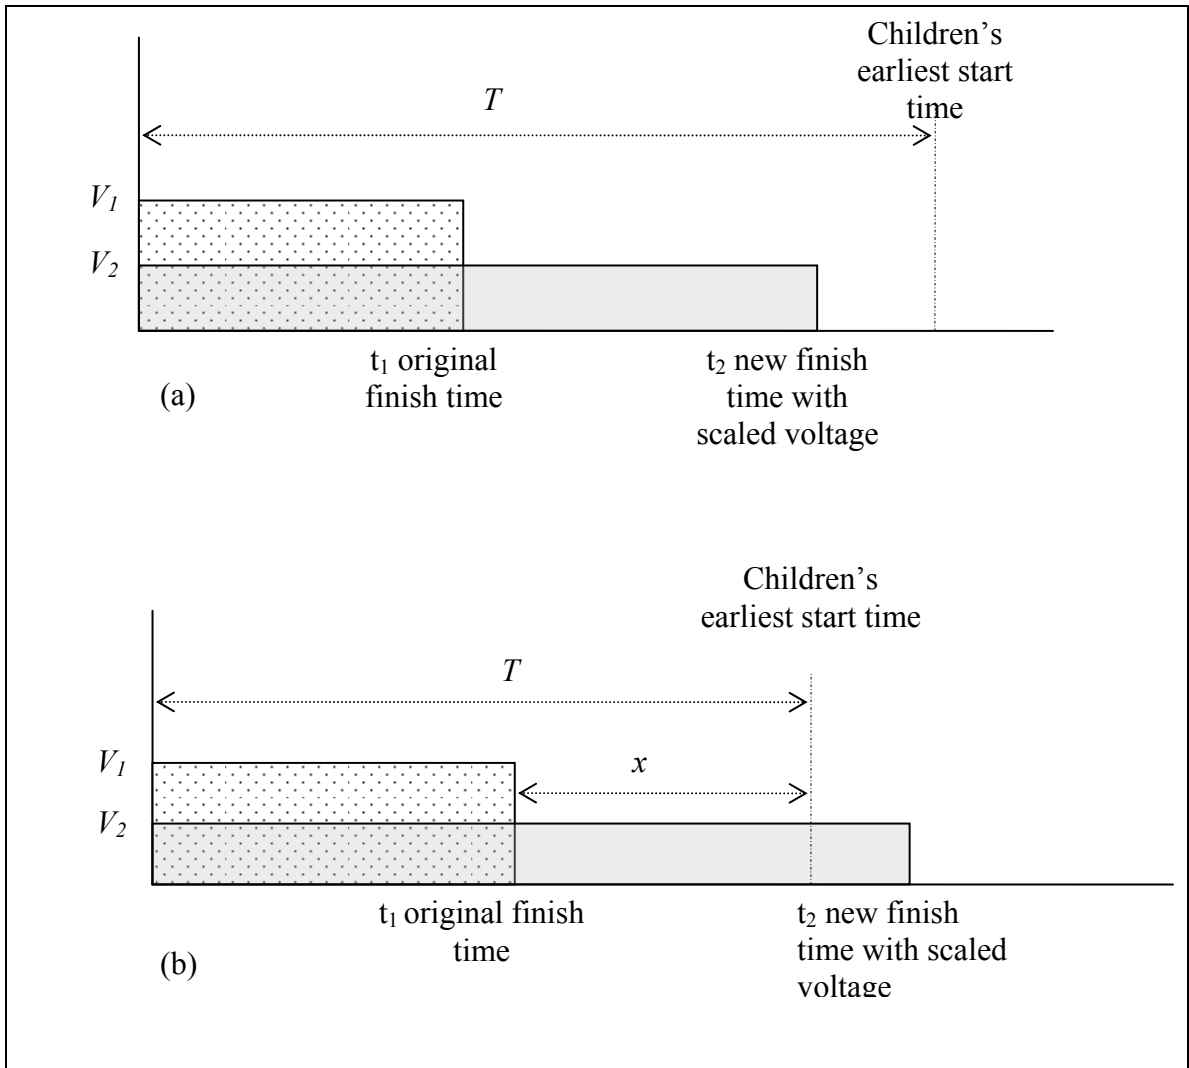 Children’s
earliest start
time
T
V1
V2
t1 original
finish time
t2 new finish
time with
scaled voltage
(a)
Children’s
earliest start time
T
V1
x
V2
t1 original finish
time
t2 new finish
time with scaled
voltage
(b)